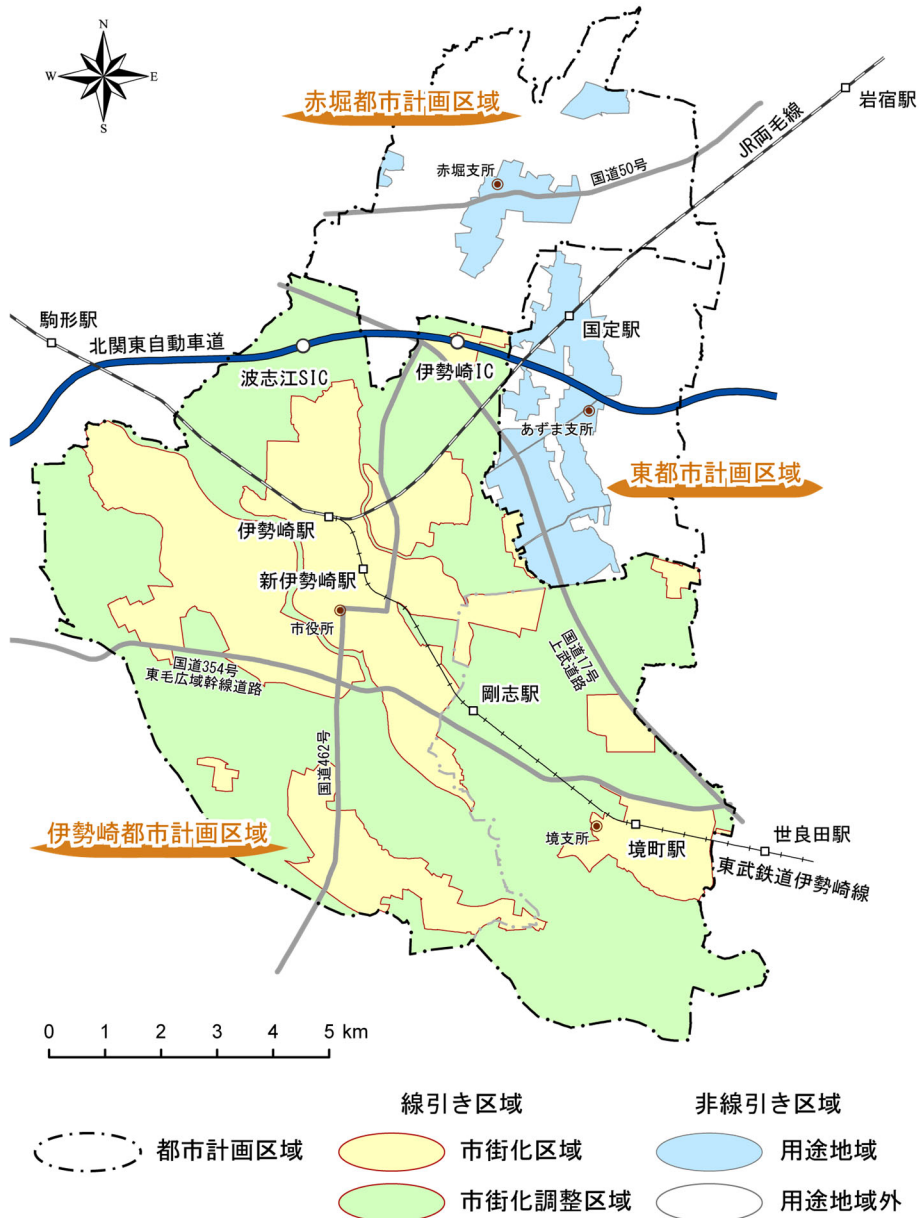 N
W
E
S
赤堀都市計画区域
岩宿駅
JR両毛線
赤堀支所
国道50号
駒形駅
北関東自動車道
波志江SIC
伊勢崎IC
国定駅
あずま支所
東都市計画区域
伊勢崎駅
新伊勢崎駅
市役所
国道354号
東毛広域幹線道路
国道17号
上武道路
剛志駅
国道462号
伊勢崎都市計画区域
境支所
境町駅
世良田駅
東武鉄道伊勢崎線
0 1 2 3 4 5 km
線引き区域
非線引き区域
都市計画区域
市街化区域
用途地域
市街化調整区域
用途地域外